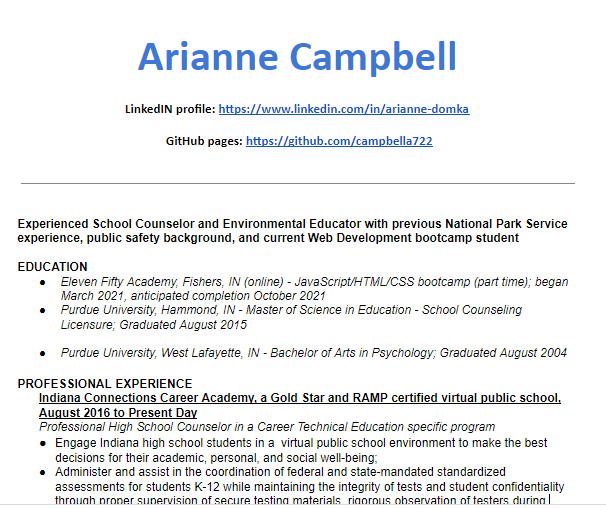 Arianne Campbell
LinkedIN profile: https://www.linkedin.com/in/arianne-domka
GitHub pages: https://github.com/campbella722
Experienced School Counselor and Environmental Educator with previous National Park Service
experience, public safety background, and current Web Development bootcamp student
EDUCATION
● Eleven Fifty Academy, Fishers, IN (online) - JavaScript/HTML/CSS bootcamp (part time); began
March 2021, anticipated completion October 2021
● Purdue University, Hammond, IN - Master of Science in Education - School Counseling
Licensure; Graduated August 2015
● Purdue University, West Lafayette, IN - Bachelor of Arts in Psychology; Graduated August 2004
PROFESSIONAL EXPERIENCE
Indiana Connections Career Academy, a Gold Star and RAMP certified virtual public school,
August 2016 to Present Day
Professional High School Counselor in a Career Technical Education specific program
● Engage Indiana high school students in a virtual public school environment to make the best
decisions for their academic, personal, and social well-being;
● Administer and assist in the coordination of federal and state-mandated standardized
assessments for students K-12 while maintaining the integrity of tests and student confidentiality
through proper supervision of secure testing materials, rigorous observation of testers during